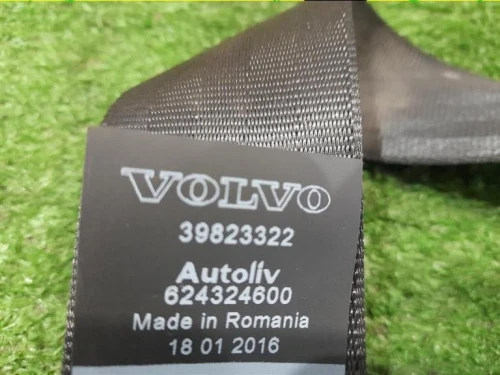 VOLVO
39823322
Autoliv
624324600
Made in Romania
18 01 2016